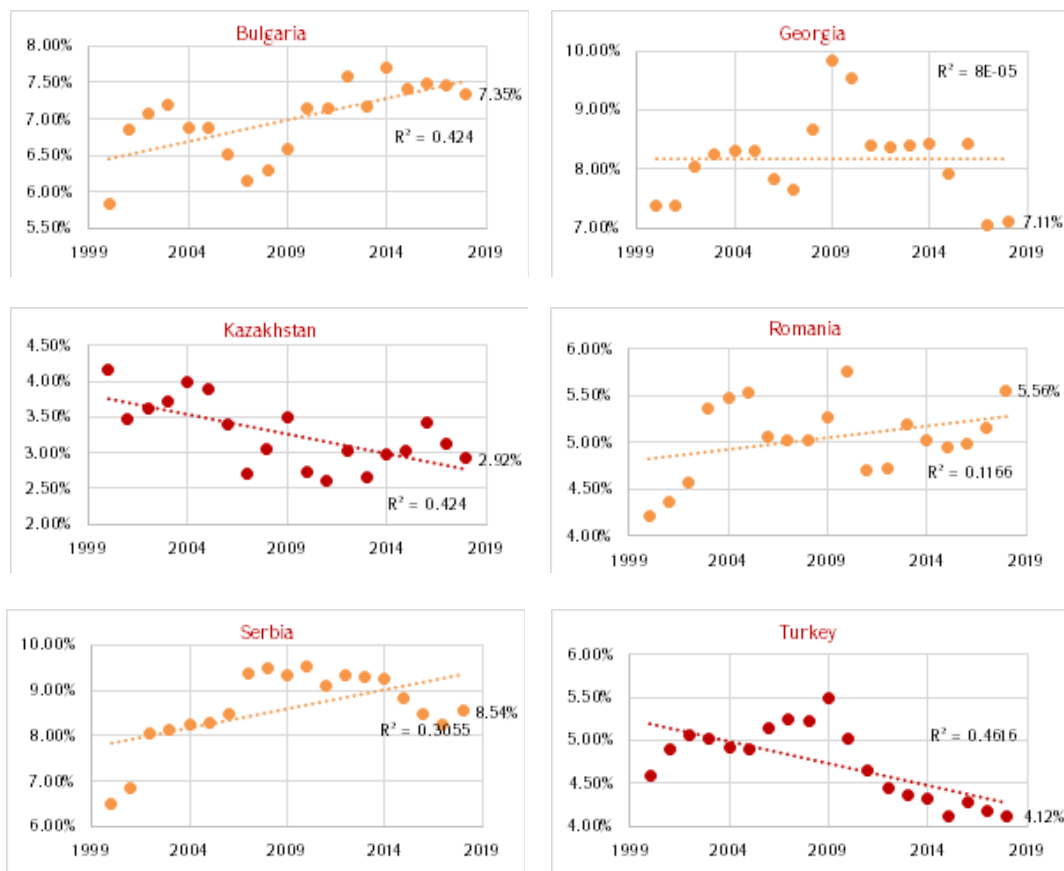 Bulgaria
8.00%
7.50%
7.00%
6.50%
6.00%
5.50%
7.35%
R² = 0.424
1999 2004 2009 2014 2019
Georgia
10.00%
9.00%
8.00%
7.00%
R² = 8E-05
7.11%
1999 2004 2009 2014 2019
Kazakhstan
4.50%
4.00%
3.50%
3.00%
2.50%
2.00%
2.92%
R² = 0.424
1999 2004 2009 2014 2019
Romania
6.00%
5.50%
5.00%
4.50%
4.00%
5.56%
R² = 0.1166
1999 2004 2009 2014 2019
Serbia
10.00%
9.00%
8.00%
7.00%
6.00%
8.54%
R² = 0.3055
1999 2004 2009 2014 2019
Turkey
6.00%
5.50%
5.00%
4.50%
4.00%
R² = 0.4616
4.12%
1999 2004 2009 2014 2019